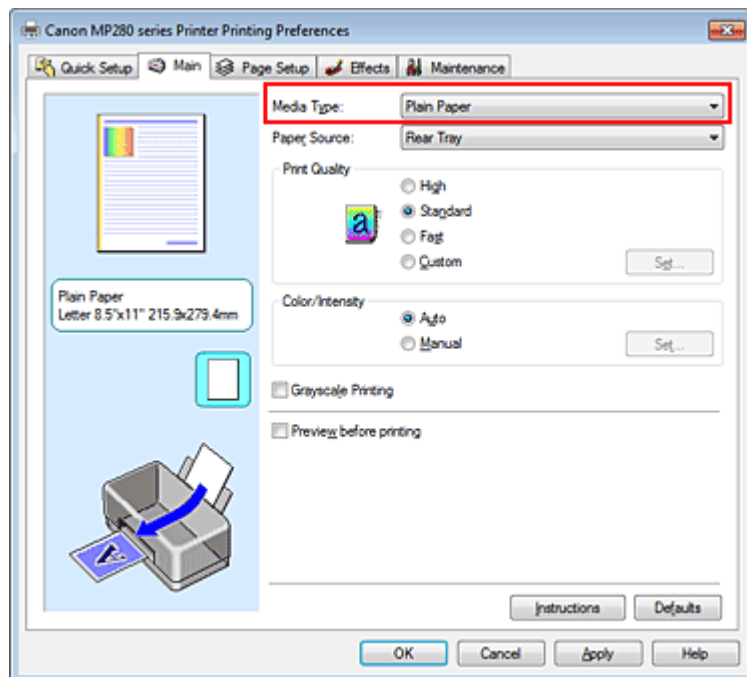 Canon MP280 series Printer Printing Preferences
Quick Setup Main Page Setup Effects Maintenance
Media Type: Plain Paper
Paper Source: Rear Tray
Print Quality
High
a Standard
Fast
Custom Set...
Plain Paper
Letter 8.5"x11" 215.9x279.4mm
Color/Intensity
Auto
Manual Set...
Grayscale Printing
Preview before printing
A
Instructions Defaults
OK Cancel Apply Help